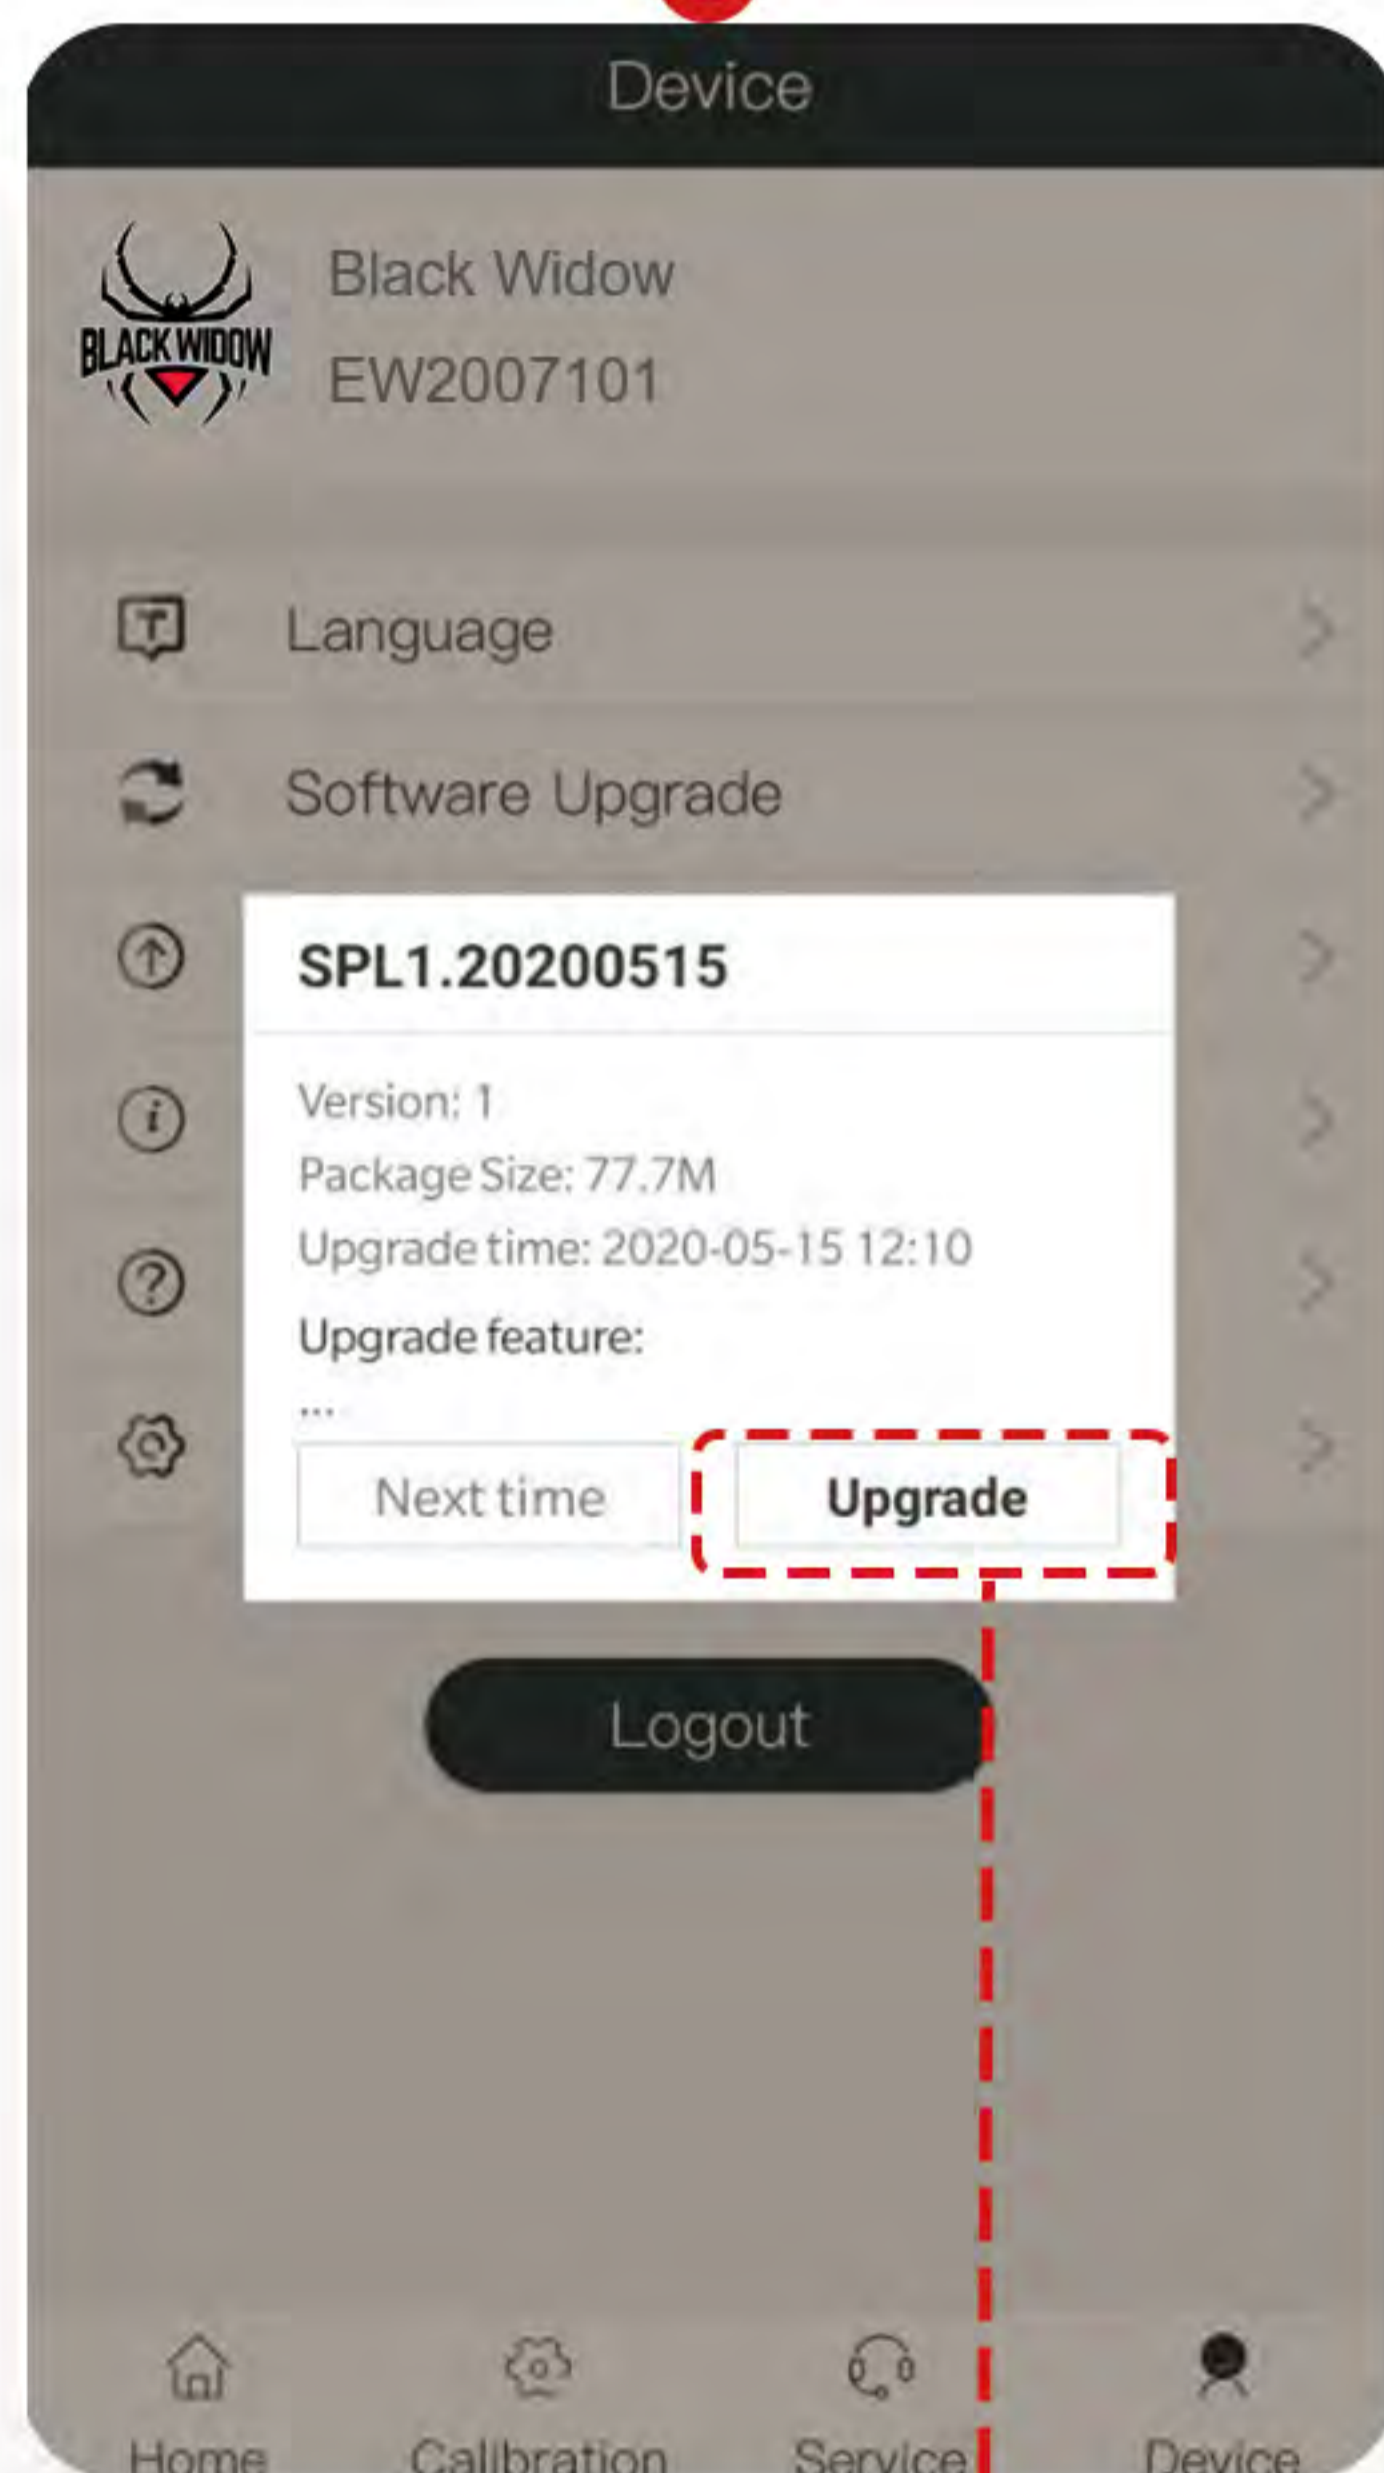 Device
BLACK WIDOW
Black Widow
EW2007101
Language
Software Upgrade
SPL1.20200515
Version: 1
Package Size: 77.7M
Upgrade time: 2020-05-15 12:10
Upgrade feature:
...
Next time
Upgrade
Logout
Home
Calibration
Service
Device